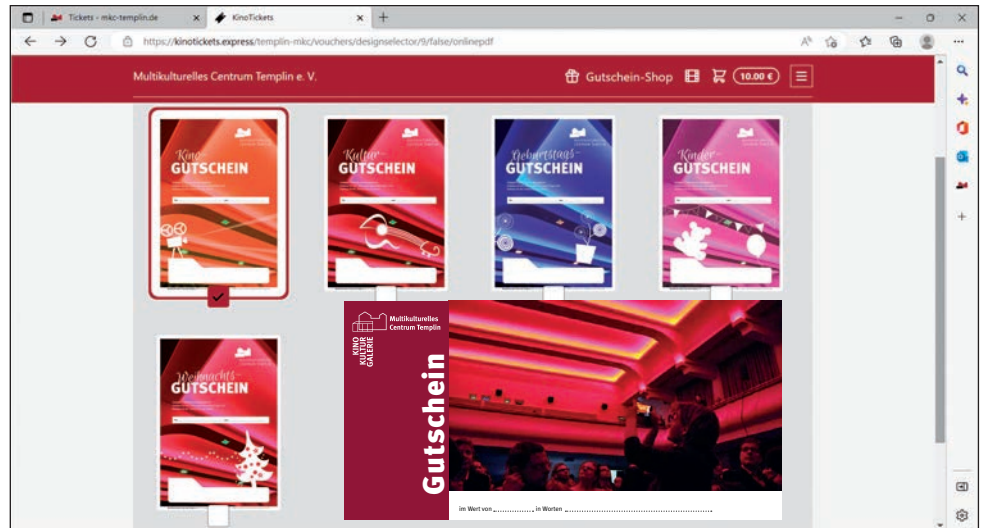 Tickets - mkc-templin.de
KinoTickets
https://kinotickets.express/templin-mkc/vouchers/designselector/9/false/onlinepdf
Multikulturelles Centrum Templin e. V.
Gutschein-Shop
10.00 €
Kino-
GUTSCHEIN
Kultur-
GUTSCHEIN
Geburtstags-
GUTSCHEIN
Kinder-
GUTSCHEIN
Weihnachts-
GUTSCHEIN
Multikulturelles
Centrum Templin
KINO
KULTUR
GALERIE
Gutschein
im Wert von ............. in Worten ..................................................